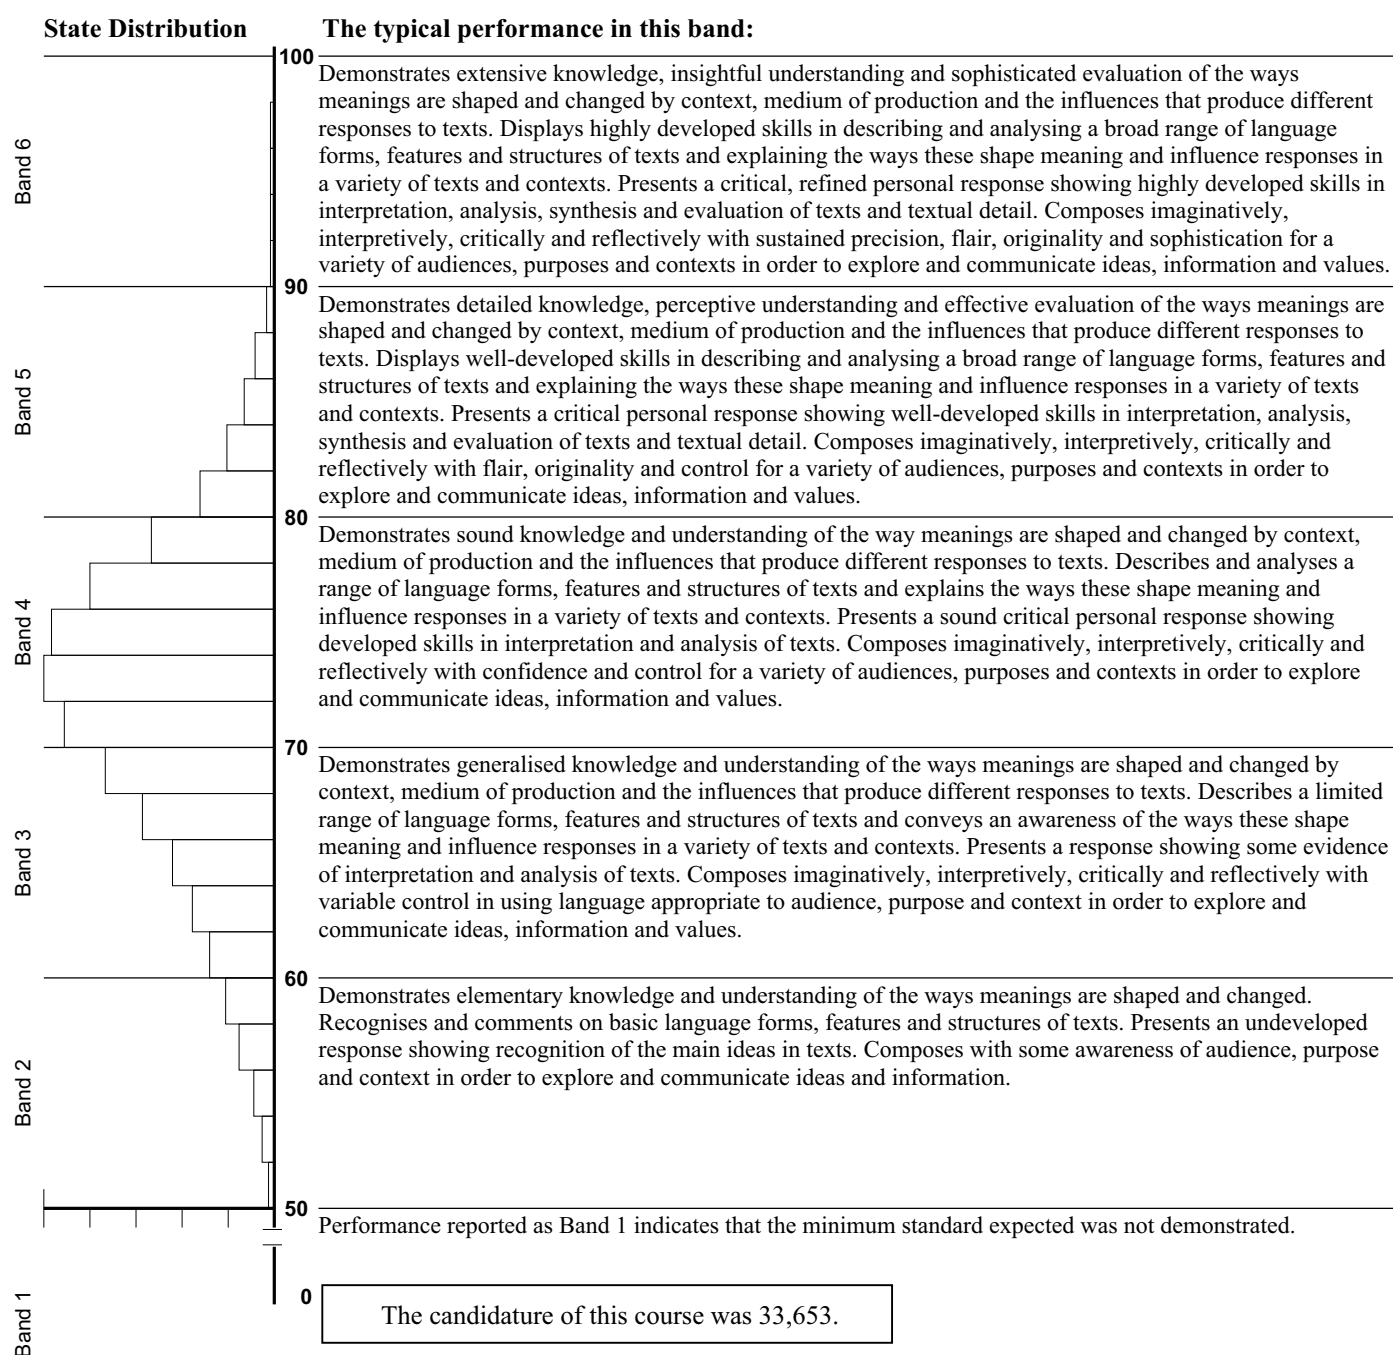 State Distribution
The typical performance in this band:
100
Demonstrates extensive knowledge, insightful understanding and sophisticated evaluation of the ways
meanings are shaped and changed by context, medium of production and the influences that produce different
responses to texts. Displays highly developed skills in describing and analysing a broad range of language
forms, features and structures of texts and explaining the ways these shape meaning and influence responses in
a variety of texts and contexts. Presents a critical, refined personal response showing highly developed skills in
interpretation, analysis, synthesis and evaluation of texts and textual detail. Composes imaginatively,
interpretively, critically and reflectively with sustained precision, flair, originality and sophistication for a
variety of audiences, purposes and contexts in order to explore and communicate ideas, information and values.
Band 6
90
Demonstrates detailed knowledge, perceptive understanding and effective evaluation of the ways meanings are
shaped and changed by context, medium of production and the influences that produce different responses to
texts. Displays well-developed skills in describing and analysing a broad range of language forms, features and
structures of texts and explaining the ways these shape meaning and influence responses in a variety of texts
and contexts. Presents a critical personal response showing well-developed skills in interpretation, analysis,
synthesis and evaluation of texts and textual detail. Composes imaginatively, interpretively, critically and
reflectively with flair, originality and control for a variety of audiences, purposes and contexts in order to
explore and communicate ideas, information and values.
Band 5
80
Demonstrates sound knowledge and understanding of the way meanings are shaped and changed by context,
medium of production and the influences that produce different responses to texts. Describes and analyses a
range of language forms, features and structures of texts and explains the ways these shape meaning and
influence responses in a variety of texts and contexts. Presents a sound critical personal response showing
developed skills in interpretation and analysis of texts. Composes imaginatively, interpretively, critically and
reflectively with confidence and control for a variety of audiences, purposes and contexts in order to explore
and communicate ideas, information and values.
Band 4
70
Demonstrates generalised knowledge and understanding of the ways meanings are shaped and changed by
context, medium of production and the influences that produce different responses to texts. Describes a limited
range of language forms, features and structures of texts and conveys an awareness of the ways these shape
meaning and influence responses in a variety of texts and contexts. Presents a response showing some evidence
of interpretation and analysis of texts. Composes imaginatively, interpretively, critically and reflectively with
variable control in using language appropriate to audience, purpose and context in order to explore and
communicate ideas, information and values.
Band 3
60
Demonstrates elementary knowledge and understanding of the ways meanings are shaped and changed.
Recognises and comments on basic language forms, features and structures of texts. Presents an undeveloped
response showing recognition of the main ideas in texts. Composes with some awareness of audience, purpose
and context in order to explore and communicate ideas and information.
Band 2
50
Performance reported as Band 1 indicates that the minimum standard expected was not demonstrated.
0
Band 1
The candidature of this course was 33,653.